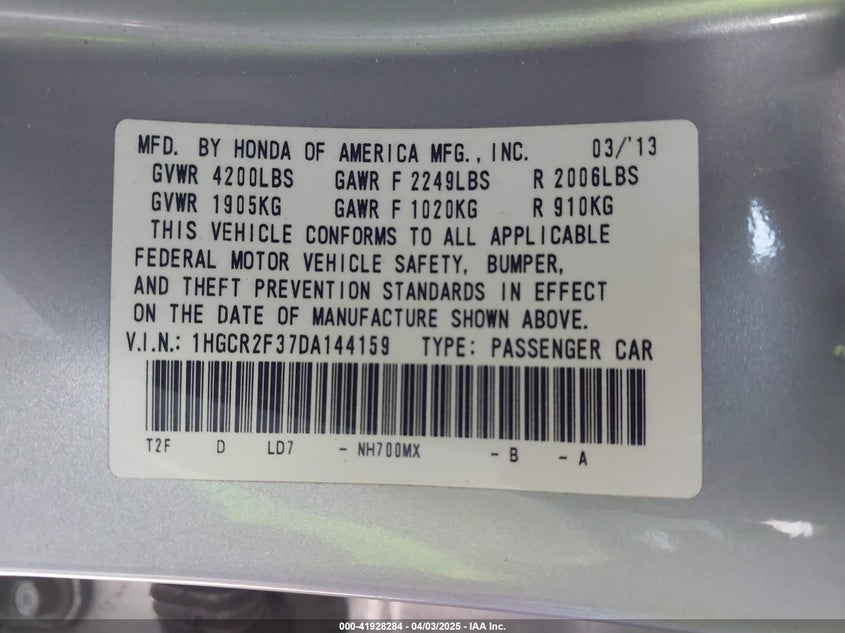 MFD. BY HONDA OF AMERICA MFG., INC. 03/'13
GVWR 4200LBS GAWR F 2249LBS R 2006LBS
GVWR 1905KG GAWR F 1020KG R 910KG
THIS VEHICLE CONFORMS TO ALL APPLICABLE
FEDERAL MOTOR VEHICLE SAFETY, BUMPER,
AND THEFT PREVENTION STANDARDS IN EFFECT
ON THE DATE OF MANUFACTURE SHOWN ABOVE.
V.I.N.: 1HGCR2F37DA144159 TYPE: PASSENGER CAR
T2F D LD7 - NH700MX - B - A
000-41928284 - 04/03/2025 - IAA Inc.